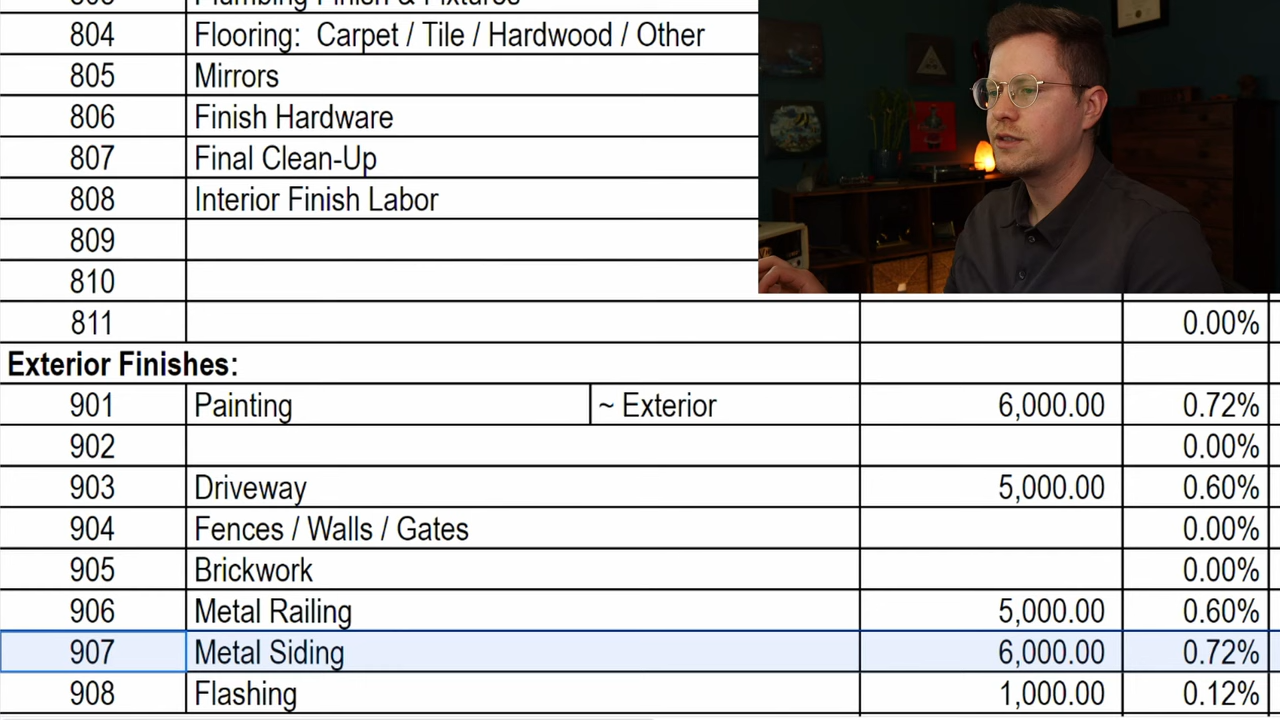 Plumbing Finish & Fixtures
804 Flooring: Carpet / Tile / Hardwood / Other
805 Mirrors
806 Finish Hardware
807 Final Clean-Up
808 Interior Finish Labor
809
810
811 0.00%
Exterior Finishes:
901 Painting ~ Exterior 6,000.00 0.72%
902 0.00%
903 Driveway 5,000.00 0.60%
904 Fences / Walls / Gates 0.00%
905 Brickwork 0.00%
906 Metal Railing 5,000.00 0.60%
907 Metal Siding 6,000.00 0.72%
908 Flashing 1,000.00 0.12%